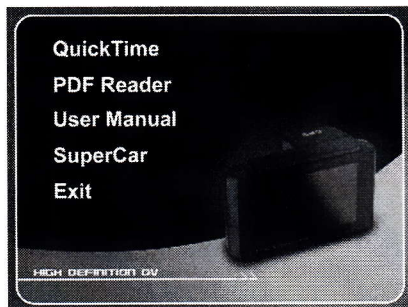 QuickTime
PDF Reader
User Manual
SuperCar
Exit
HIGH DEFINITION DV